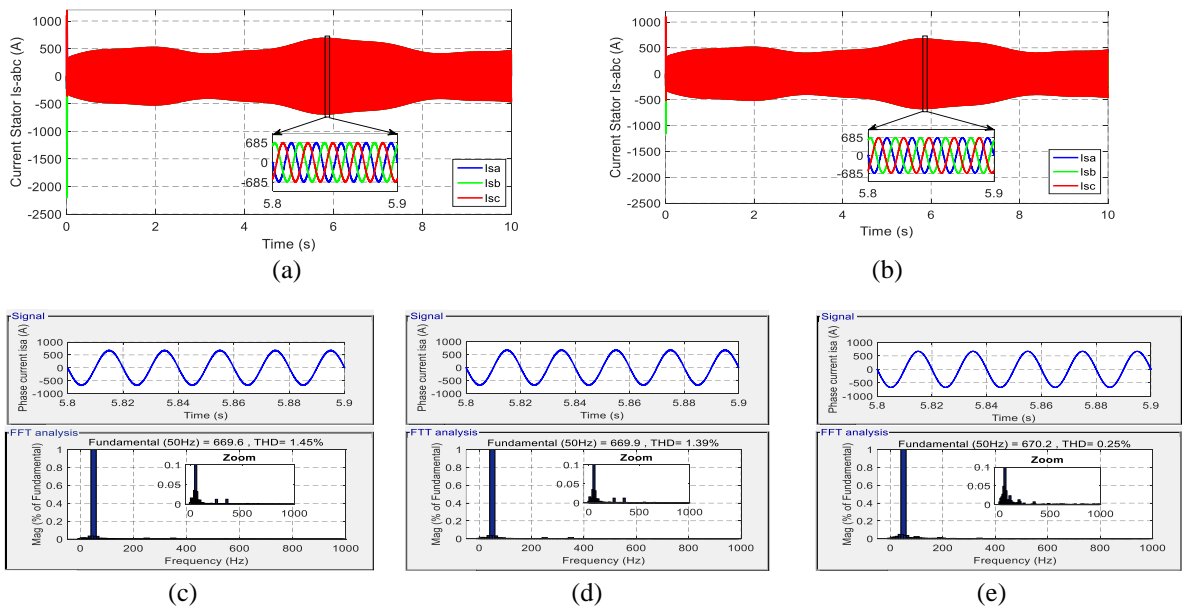 Current Stator Is-abc (A)
1000
500
0
-500
-1000
-1500
-2000
-2500
685
0
-685
5.8 5.9
Isa
Isb
Isc
0 2 4 6 8 10
Time (s)
(a)
Current Stator Is-abc (A)
1000
500
0
-500
-1000
-1500
-2000
-2500
685
0
-685
5.8 5.9
Isa
Isb
Isc
0 2 4 6 8 10
Time (s)
(b)
Signal
Phase current isa (A)
1000
500
0
-500
-1000
5.8 5.82 5.84 5.86 5.88 5.9
Time (s)
FFT analysis
Fundamental (50Hz) = 669.6 , THD= 1.45%
Mag (% of Fundamental)
1
0.8
0.6
0.4
0.2
0
Zoom
0.1
0.05
0
0 500 1000
0 200 400 600 800 1000
Frequency (Hz)
(c)
Signal
Phase current isa (A)
1000
500
0
-500
-1000
5.8 5.82 5.84 5.86 5.88 5.9
Time (s)
FTT analysis
Fundamental (50Hz) = 669.9 , THD= 1.39%
Mag (% of Fundamental)
1
0.8
0.6
0.4
0.2
0
Zoom
0.1
0.05
0
0 500 1000
0 200 400 600 800 1000
Frequency (Hz)
(d)
Signal
Phase current isa (A)
1000
500
0
-500
-1000
5.8 5.82 5.84 5.86 5.88 5.9
Time (s)
FFT analysis
Fundamental (50Hz) = 670.2 , THD= 0.25%
Mag (% of Fundamental)
1
0.8
0.6
0.4
0.2
0
Zoom
0.1
0.05
0
0 500 1000
0 200 400 600 800 1000
Frequency (Hz)
(e)